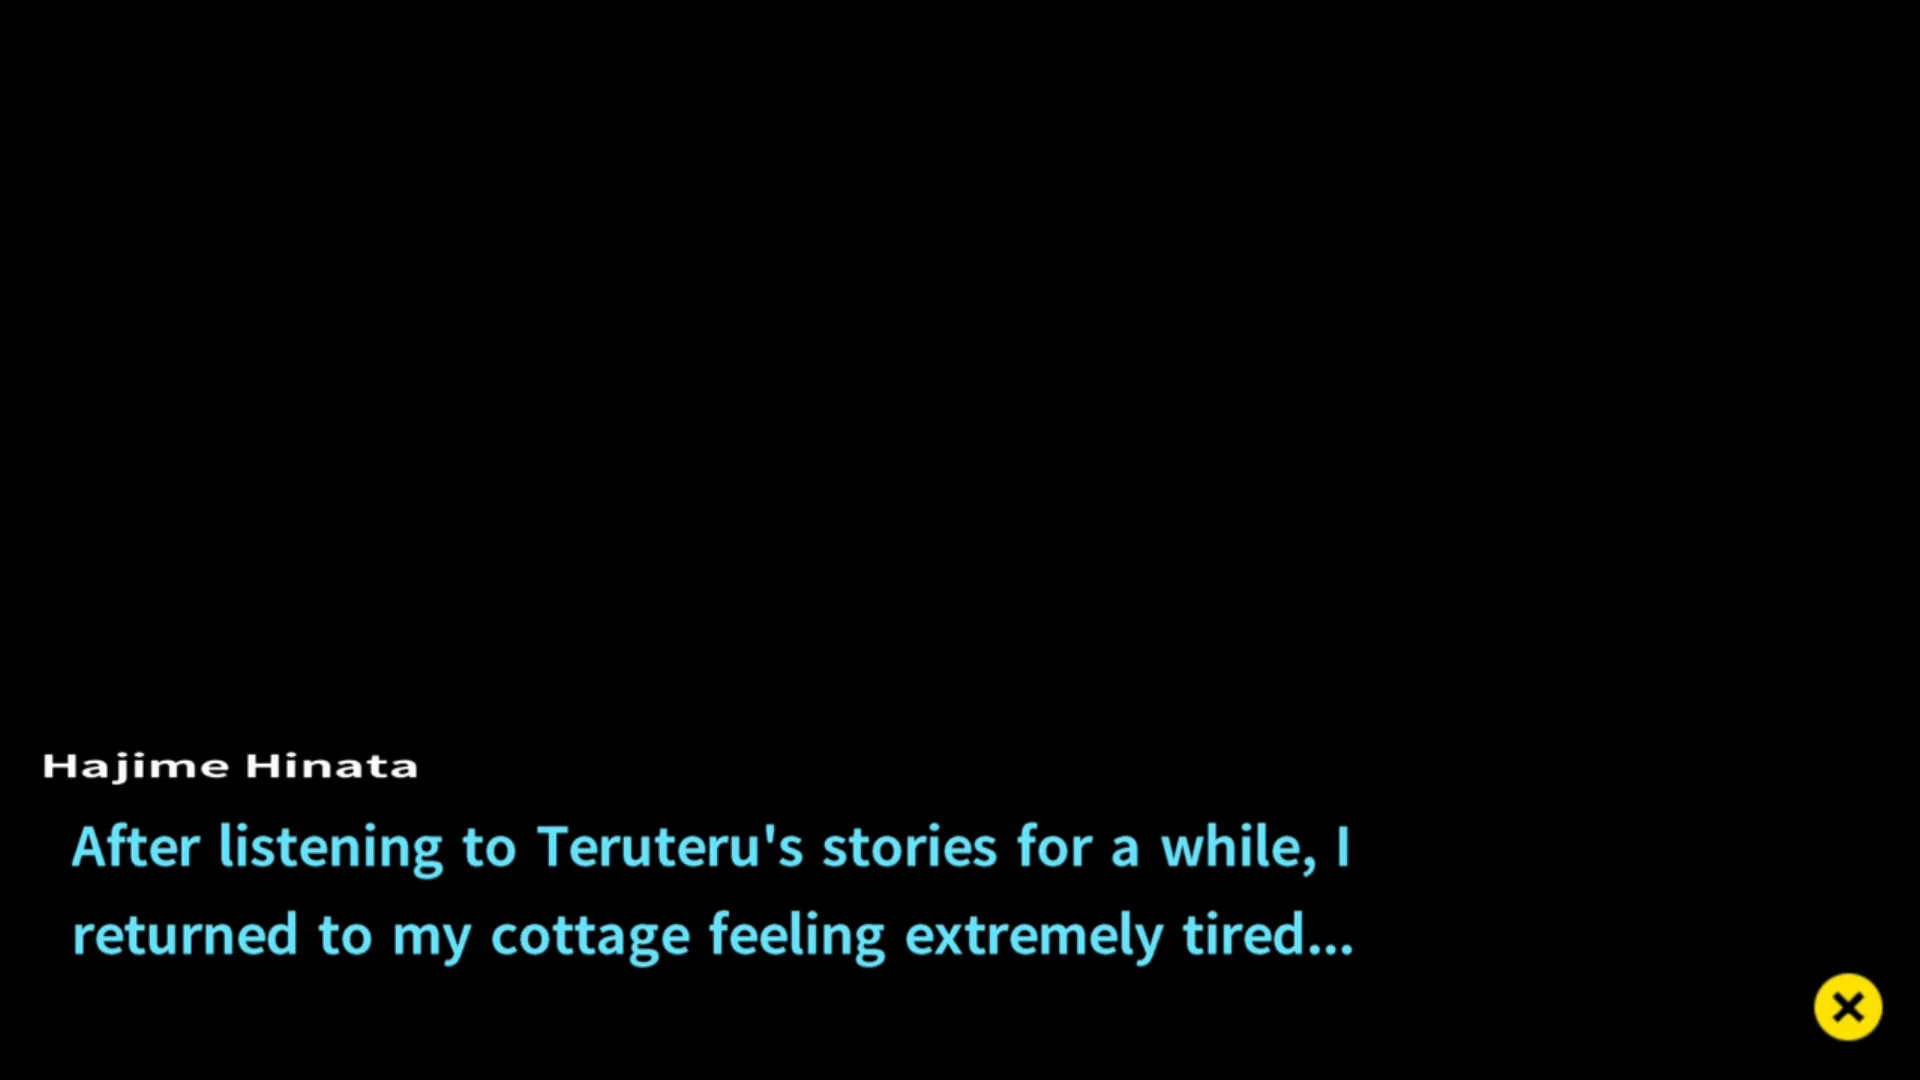 Hajime Hinata
After listening to Teruteru's stories for a while, I
returned to my cottage feeling extremely tired...